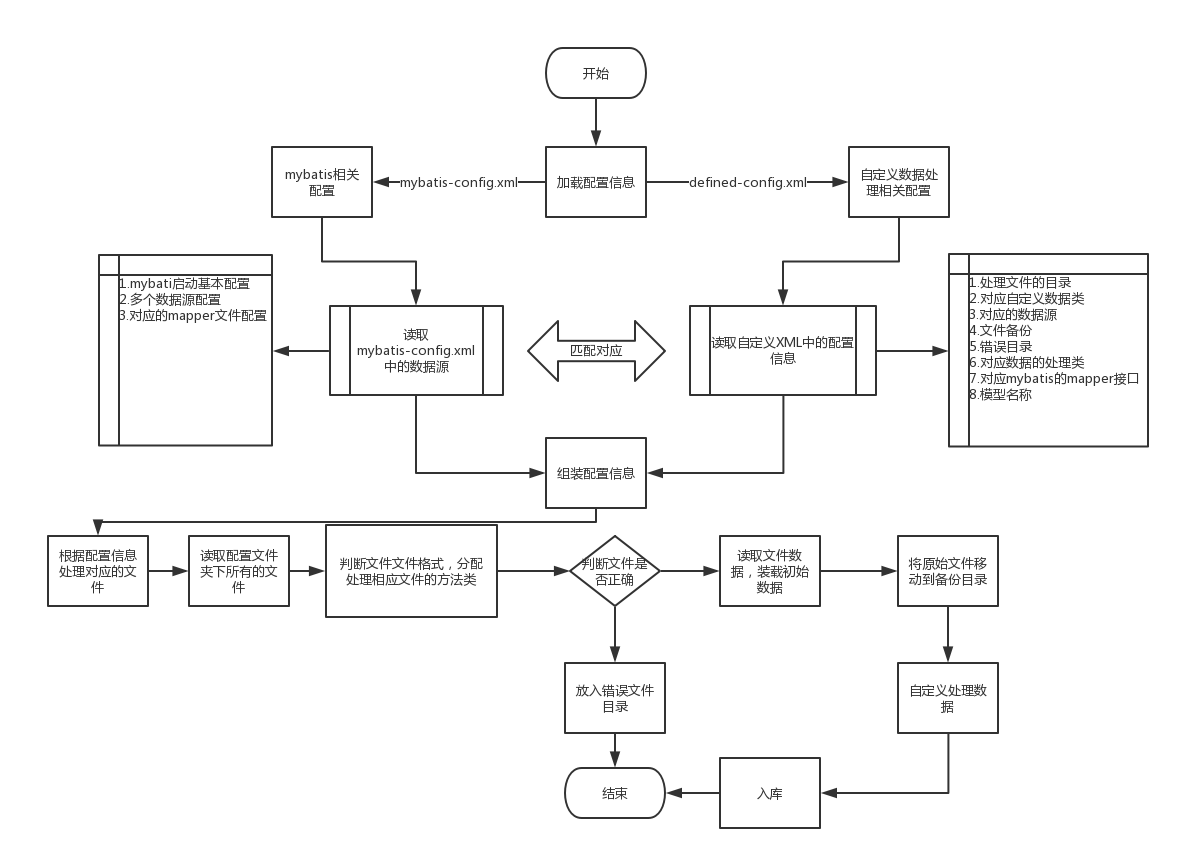 开始
mybatis相关
配置
mybatis-config.xml
加载配置信息
defined-config.xml
自定义数据处
理相关配置
1.mybati启动基本配置
2.多个数据源配置
3.对应的mapper文件配置
读取
mybatis-config.xml
中的数据源
匹配对应
读取自定义XML中的配置
信息
1.处理文件的目录
2.对应自定义数据类
3.对应的数据源
4.文件备份
5.错误目录
6.对应数据的处理类
7.对应mybatis的mapper接口
8.模型名称
组装配置信息
根据配置信息
处理对应的文
件
读取配置文件
夹下所有的文
件
判断文件文件格式，分配
处理相应文件的方法类
判断文件是
否正确
读取文件数
据，装载初始
数据
将原始文件移
动到备份目录
放入错误文件
目录
自定义处理数
据
结束
入库